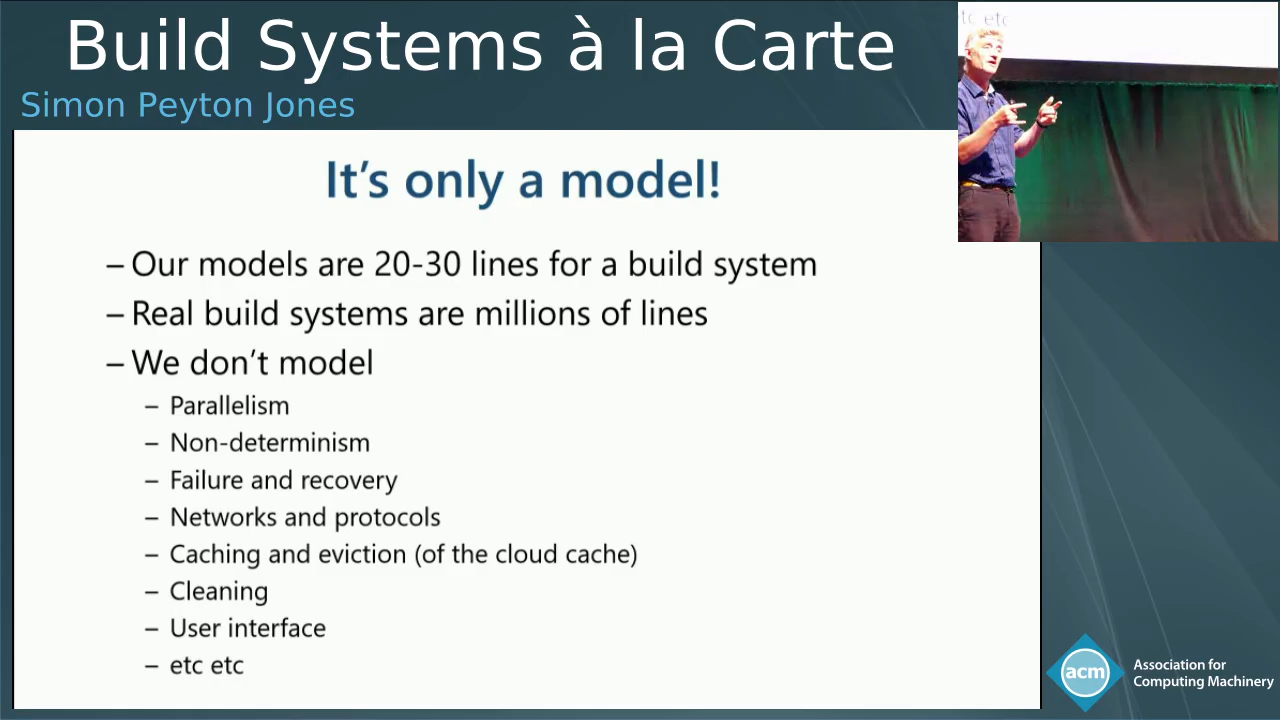 Build Systems à la Carte
Simon Peyton Jones
etc etc
It's only a model!
– Our models are 20-30 lines for a build system
– Real build systems are millions of lines
– We don't model
– Parallelism
– Non-determinism
– Failure and recovery
– Networks and protocols
– Caching and eviction (of the cloud cache)
– Cleaning
– User interface
– etc etc
acm
Association for
Computing Machinery